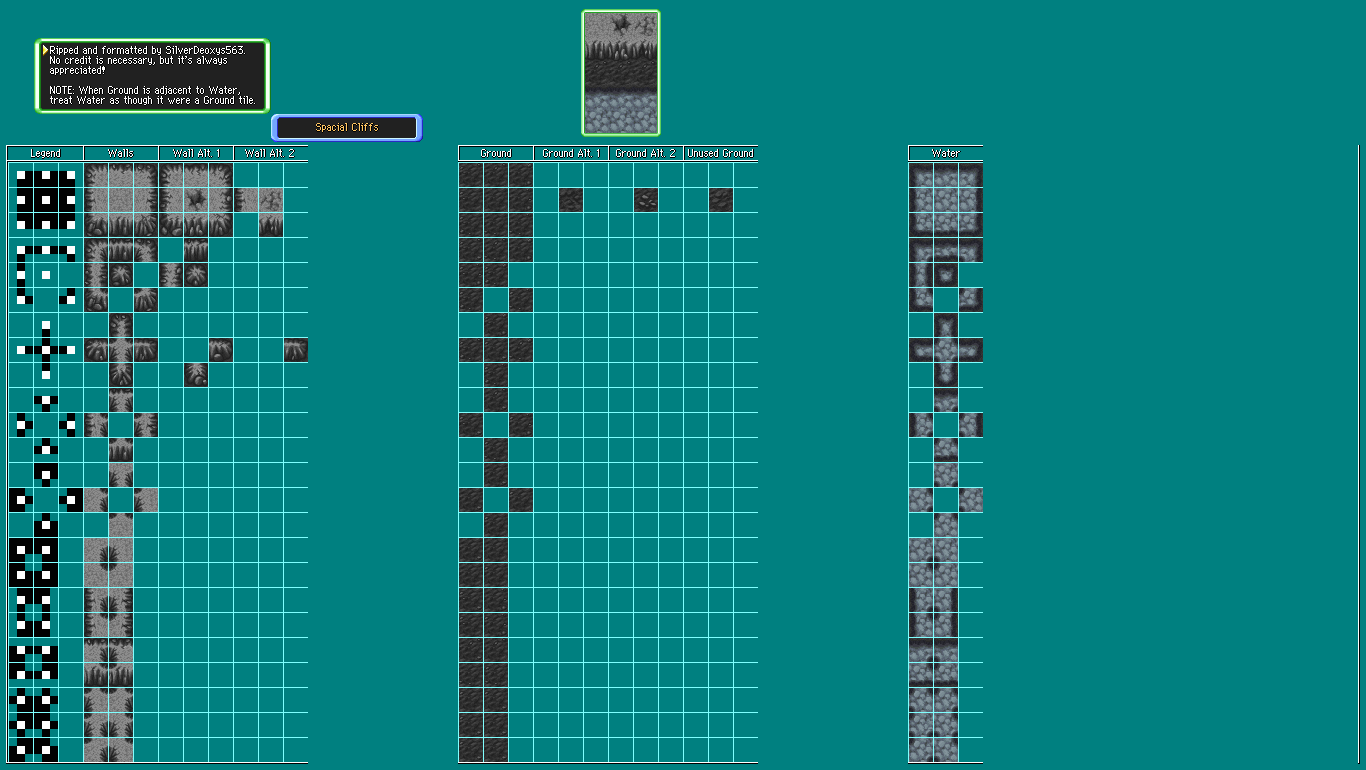 Ripped and formatted by SilverDeoxys563.
No credit is necessary, but it's always
appreciated!
NOTE: When Ground is adjacent to Water,
treat Water as though it were a Ground tile.
Spacial Cliffs
Legend Walls Wall Alt. 1 Wall Alt. 2 Ground Ground Alt. 1 Ground Alt. 2 Unused Ground Water